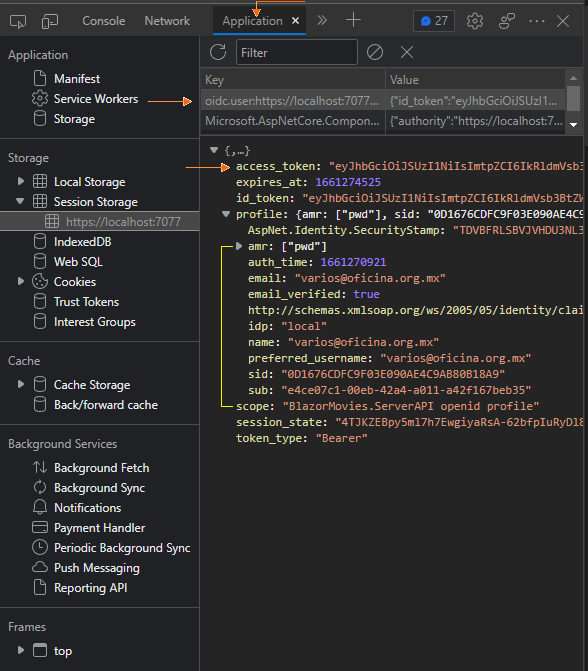 Console Network Application × 27
Application
Manifest
Service Workers
Storage
Storage
Local Storage
Session Storage
https://localhost:7077
IndexedDB
Web SQL
Cookies
Trust Tokens
Interest Groups
Cache
Cache Storage
Back/forward cache
Background Services
Background Fetch
Background Sync
Notifications
Payment Handler
Periodic Background Sync
Push Messaging
Reporting API
Frames
top
Filter
Key Value
oidc.user:https://localhost:7077... {"id_token":"eyJhbGciOiJSUzI1...
Microsoft.AspNetCore.Compon... {"authority":"https://localhost:7...
{,…}
access_token: "eyJhbGciOiJSUzI1NiIsImtpZCI6IkRldmVsb3
expires_at: 1661274525
id_token: "eyJhbGciOiJSUzI1NiIsImtpZCI6IkRldmVsb3BtZW
profile: {amr: ["pwd"], sid: "0D1676CDFC9F03E090AE4C9
AspNet.Identity.SecurityStamp: "TDVBFRLSBVJVHDU3NL3
amr: ["pwd"]
auth_time: 1661270921
email: "varios@oficina.org.mx"
email_verified: true
http://schemas.xmlsoap.org/ws/2005/05/identity/clai
idp: "local"
name: "varios@oficina.org.mx"
preferred_username: "varios@oficina.org.mx"
sid: "0D1676CDFC9F03E090AE4C9AB80B18A9"
sub: "e4ce07c1-00eb-42a4-a011-a42f167beb35"
scope: "BlazorMovies.ServerAPI openid profile"
session_state: "4TJKZEBpy5ml7h7EwgiyaRsA-62bfpIuRyDl8
token_type: "Bearer"